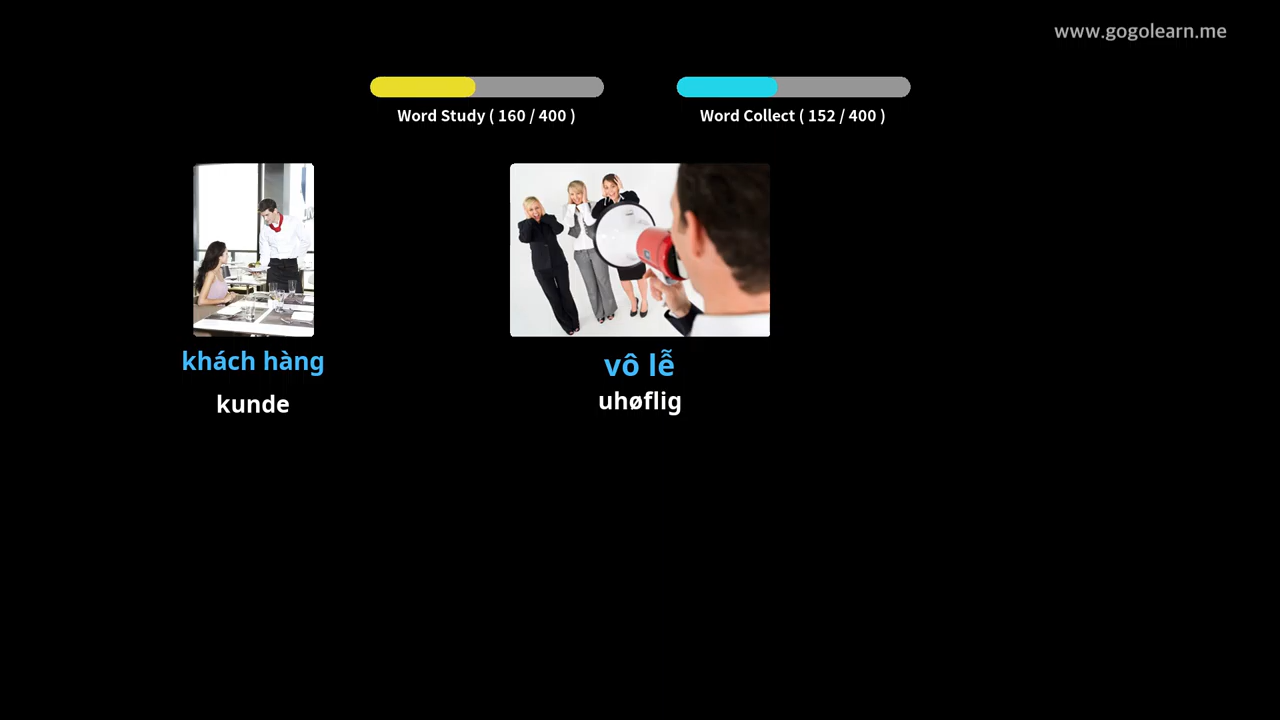 www.gogolearn.me
Word Study ( 160 / 400 )
Word Collect ( 152 / 400 )
khách hàng
kunde
vô lễ
uhøflig